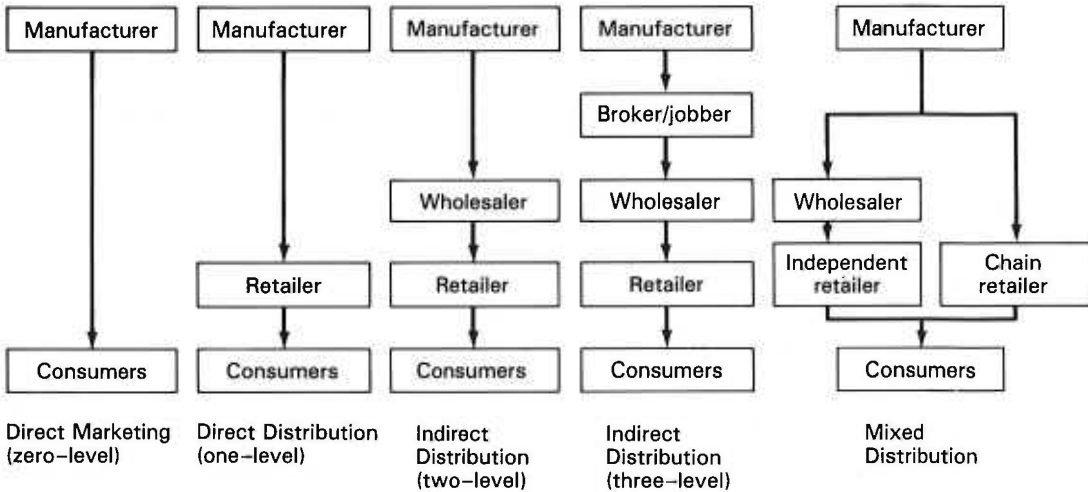 Manufacturer
Manufacturer
Manufacturer
Manufacturer
Manufacturer
Broker/jobber
Wholesaler
Wholesaler
Wholesaler
Retailer
Retailer
Retailer
Independent
retailer
Chain
retailer
Consumers
Consumers
Consumers
Consumers
Consumers
Direct Marketing
(zero-level)
Direct Distribution
(one-level)
Indirect
Distribution
(two-level)
Indirect
Distribution
(three-level)
Mixed
Distribution